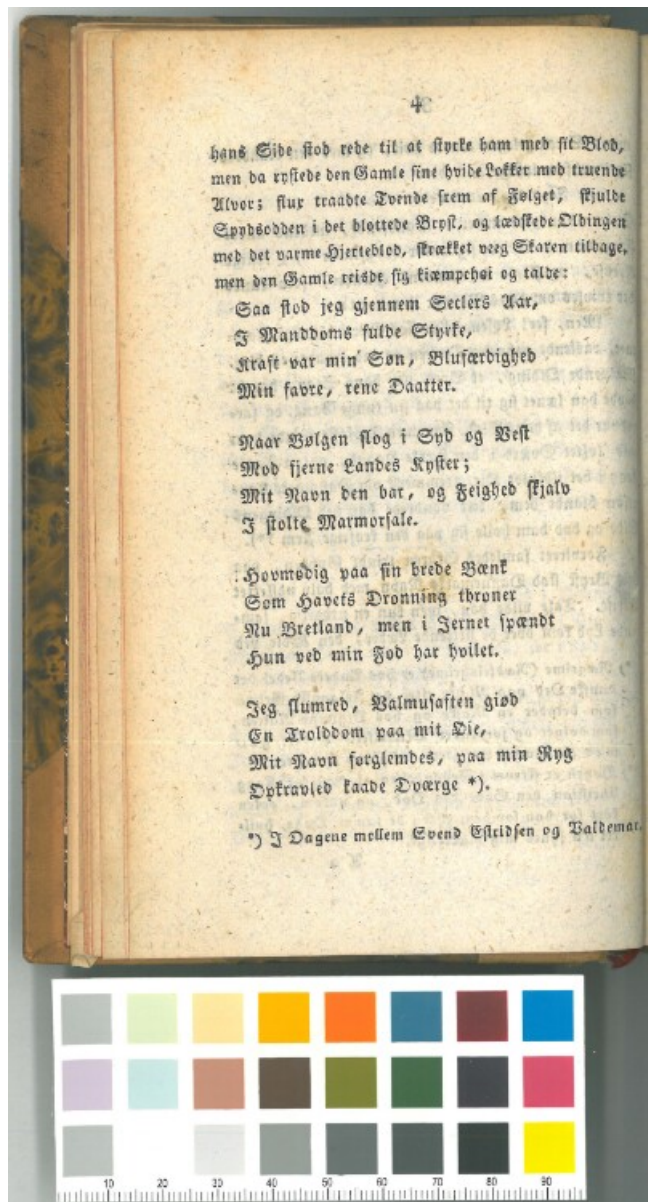 4
hans Side stod rede til at styrke ham med sit Blod,
men da rystede den Gamle sine hvide Lokker med truende
Alvor; flux traadte Tvende frem af Følget, skjulde
Spydsodden i det blottede Bryst, og lædskede Oldingen
med det varme Hjerteblod, skrækket veeg Skaren tilbage,
men den Gamle reisde sig kiæmpehøi og talde:
Saa stod jeg gjennem Seclers Aar,
I Manddoms fulde Styrke,
Kraft var min Søn, Blufærdighed
Min favre, rene Daatter.
Naar Bølgen slog i Syd og Vest
Mod fjerne Landes Kyster;
Mit Navn den bar, og Feighed skjalv
I stolte Marmorsale.
Hovmodig paa sin brede Bænk
Som Havets Dronning throner
Nu Bretland, men i Jernet spændt
Hun ved min Fod har hvilet.
Jeg slumred, Valmusaften giød
En Trolddom paa mit Øie,
Mit Navn forglemdes, paa min Ryg
Opkravled kaade Dværge *).
*) I Dagene mellem Svend Estridsen og Valdemar.
10 20 30 40 50 60 70 80 90